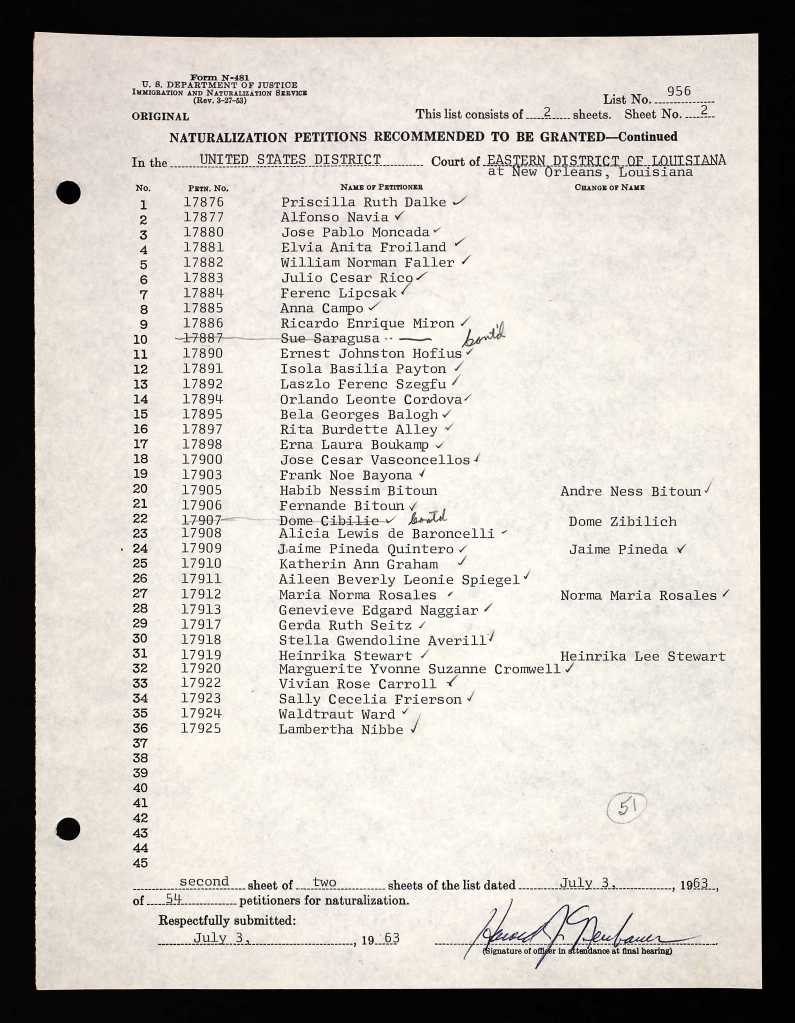 Form N-481
U. S. DEPARTMENT OF JUSTICE
IMMIGRATION AND NATURALIZATION SERVICE
(Rev. 3-27-53)
List No. 956
ORIGINAL
This list consists of 2 sheets. Sheet No. 2
NATURALIZATION PETITIONS RECOMMENDED TO BE GRANTED—Continued
In the UNITED STATES DISTRICT Court of EASTERN DISTRICT OF LOUISIANA
at New Orleans, Louisiana
No. PETN. No. NAME OF PETITIONER CHANGE OF NAME
1 17876 Priscilla Ruth Dalke ✓
2 17877 Alfonso Navia ✓
3 17880 Jose Pablo Moncada ✓
4 17881 Elvia Anita Froiland ✓
5 17882 William Norman Faller ✓
6 17883 Julio Cesar Rico ✓
7 17884 Ferenc Lipcsak ✓
8 17885 Anna Campo ✓
9 17886 Ricardo Enrique Miron ✓
10 17887 Sue Saragusa Cont'd
11 17890 Ernest Johnston Hofius ✓
12 17891 Isola Basilia Payton ✓
13 17892 Laszlo Ferenc Szegfu ✓
14 17894 Orlando Leonte Cordova ✓
15 17895 Bela Georges Balogh ✓
16 17897 Rita Burdette Alley ✓
17 17898 Erna Laura Boukamp ✓
18 17900 Jose Cesar Vasconcellos ✓
19 17903 Frank Noe Bayona ✓
20 17905 Habib Nessim Bitoun Andre Ness Bitoun ✓
21 17906 Fernande Bitoun ✓
22 17907 Dome Cibilic ✓ Contd Dome Zibilich
23 17908 Alicia Lewis de Baroncelli ✓
24 17909 Jaime Pineda Quintero ✓ Jaime Pineda ✓
25 17910 Katherin Ann Graham ✓
26 17911 Aileen Beverly Leonie Spiegel ✓
27 17912 Maria Norma Rosales ✓ Norma Maria Rosales ✓
28 17913 Genevieve Edgard Naggiar ✓
29 17917 Gerda Ruth Seitz ✓
30 17918 Stella Gwendoline Averill ✓
31 17919 Heinrika Stewart ✓ Heinrika Lee Stewart
32 17920 Marguerite Yvonne Suzanne Cromwell ✓
33 17922 Vivian Rose Carroll ✓
34 17923 Sally Cecelia Frierson ✓
35 17924 Waldtraut Ward ✓
36 17925 Lambertha Nibbe ✓
37
38
39
40
41
42
43
44
45
51
second sheet of two sheets of the list dated July 3, 1963,
of 54 petitioners for naturalization.
Respectfully submitted:
July 3, 1963 Harold J. Neubauer
(Signature of officer in attendance at final hearing)